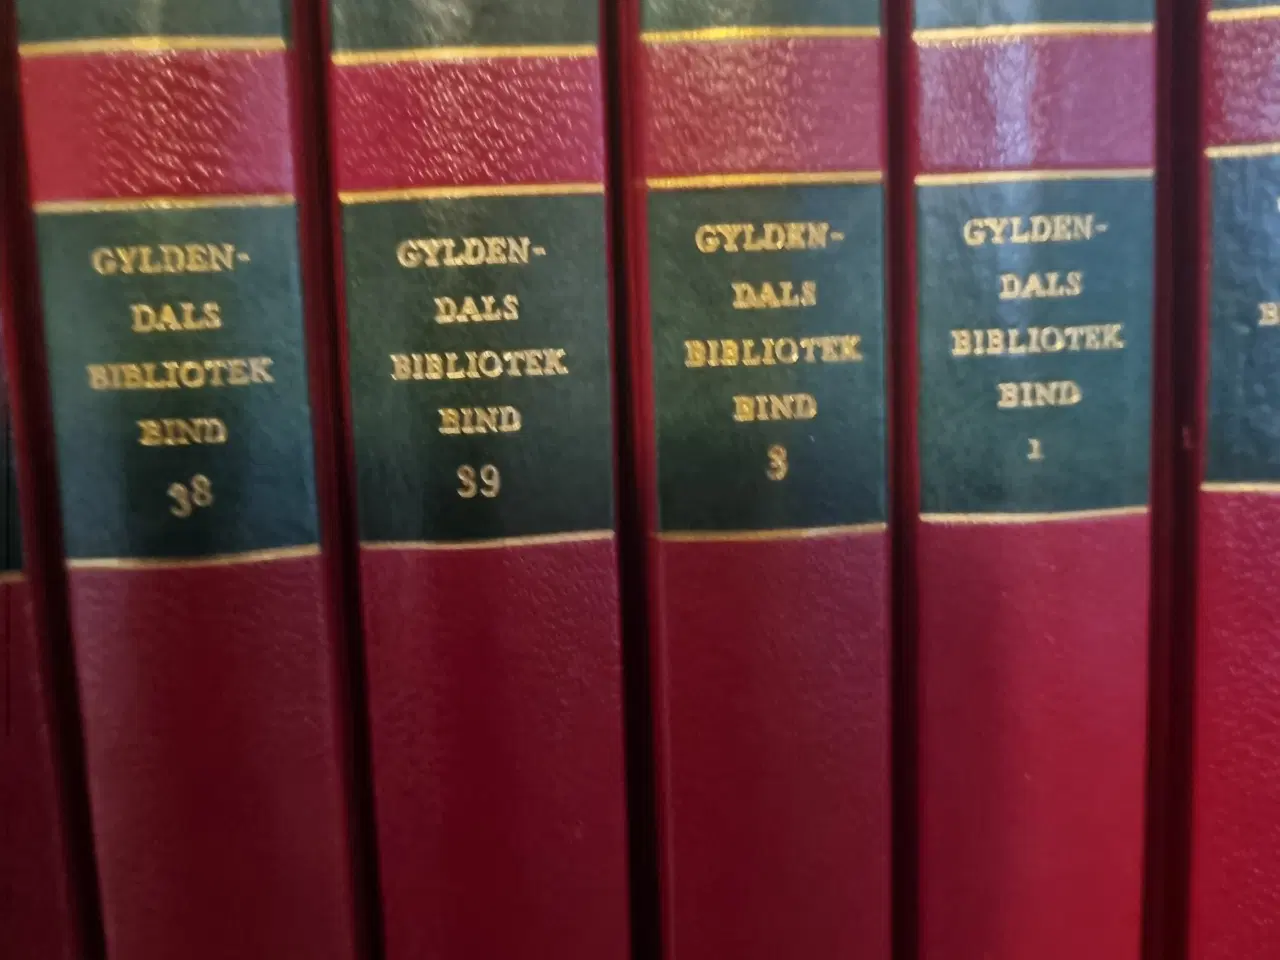 GYLDEN-
DALS
BIBLIOTEK
BIND
38
GYLDEN-
DALS
BIBLIOTEK
BIND
39
GYLDEN-
DALS
BIBLIOTEK
BIND
3
GYLDEN-
DALS
BIBLIOTEK
BIND
1